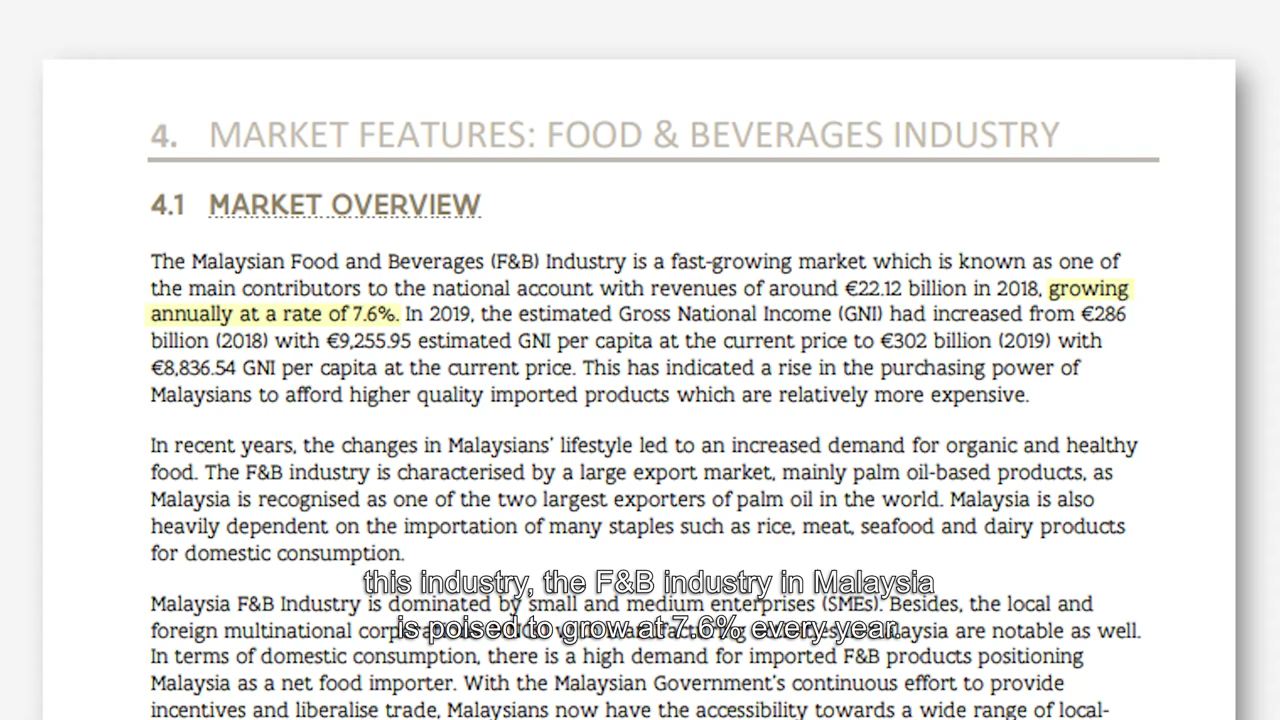 4. MARKET FEATURES: FOOD & BEVERAGES INDUSTRY
4.1 MARKET OVERVIEW
The Malaysian Food and Beverages (F&B) Industry is a fast-growing market which is known as one of
the main contributors to the national account with revenues of around €22.12 billion in 2018, growing
annually at a rate of 7.6%. In 2019, the estimated Gross National Income (GNI) had increased from €286
billion (2018) with €9,255.95 estimated GNI per capita at the current price to €302 billion (2019) with
€8,836.54 GNI per capita at the current price. This has indicated a rise in the purchasing power of
Malaysians to afford higher quality imported products which are relatively more expensive.
In recent years, the changes in Malaysians’ lifestyle led to an increased demand for organic and healthy
food. The F&B industry is characterised by a large export market, mainly palm oil-based products, as
Malaysia is recognised as one of the two largest exporters of palm oil in the world. Malaysia is also
heavily dependent on the importation of many staples such as rice, meat, seafood and dairy products
for domestic consumption.
this industry, the F&B industry in Malaysia
is poised to grow at 7.6% every year.
Malaysia F&B Industry is dominated by small and medium enterprises (SMEs). Besides, the local and
foreign multinational are notable as well.
In terms of domestic consumption, there is a high demand for imported F&B products positioning
Malaysia as a net food importer. With the Malaysian Government’s continuous effort to provide
incentives and liberalise trade, Malaysians now have the accessibility towards a wide range of local-